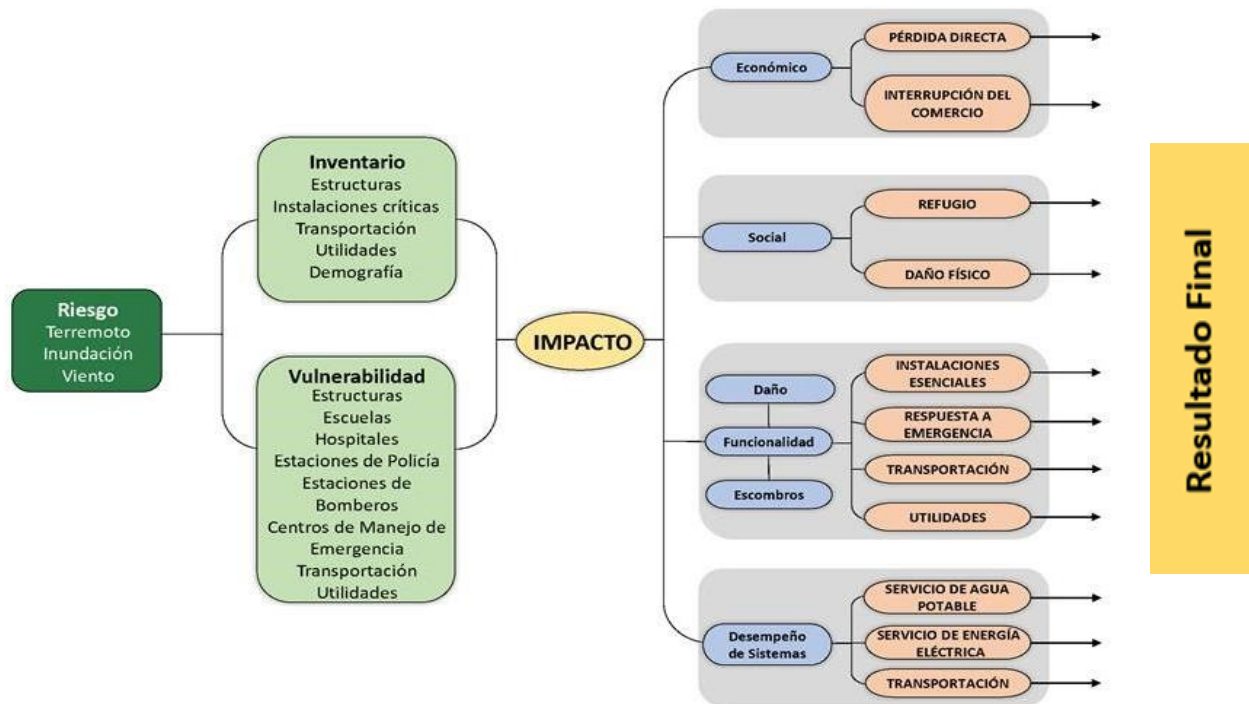 Riesgo
Terremoto
Inundación
Viento
Inventario
Estructuras
Instalaciones críticas
Transportación
Utilidades
Demografía
Vulnerabilidad
Estructuras
Escuelas
Hospitales
Estaciones de Policía
Estaciones de
Bomberos
Centros de Manejo de
Emergencia
Transportación
Utilidades
IMPACTO
Económico
PÉRDIDA DIRECTA
INTERRUPCIÓN DEL
COMERCIO
Social
REFUGIO
DAÑO FÍSICO
Daño
Funcionalidad
Escombros
INSTALACIONES
ESENCIALES
RESPUESTA A
EMERGENCIA
TRANSPORTACIÓN
UTILIDADES
Desempeño
de Sistemas
SERVICIO DE AGUA
POTABLE
SERVICIO DE ENERGÍA
ELÉCTRICA
TRANSPORTACIÓN
Resultado Final